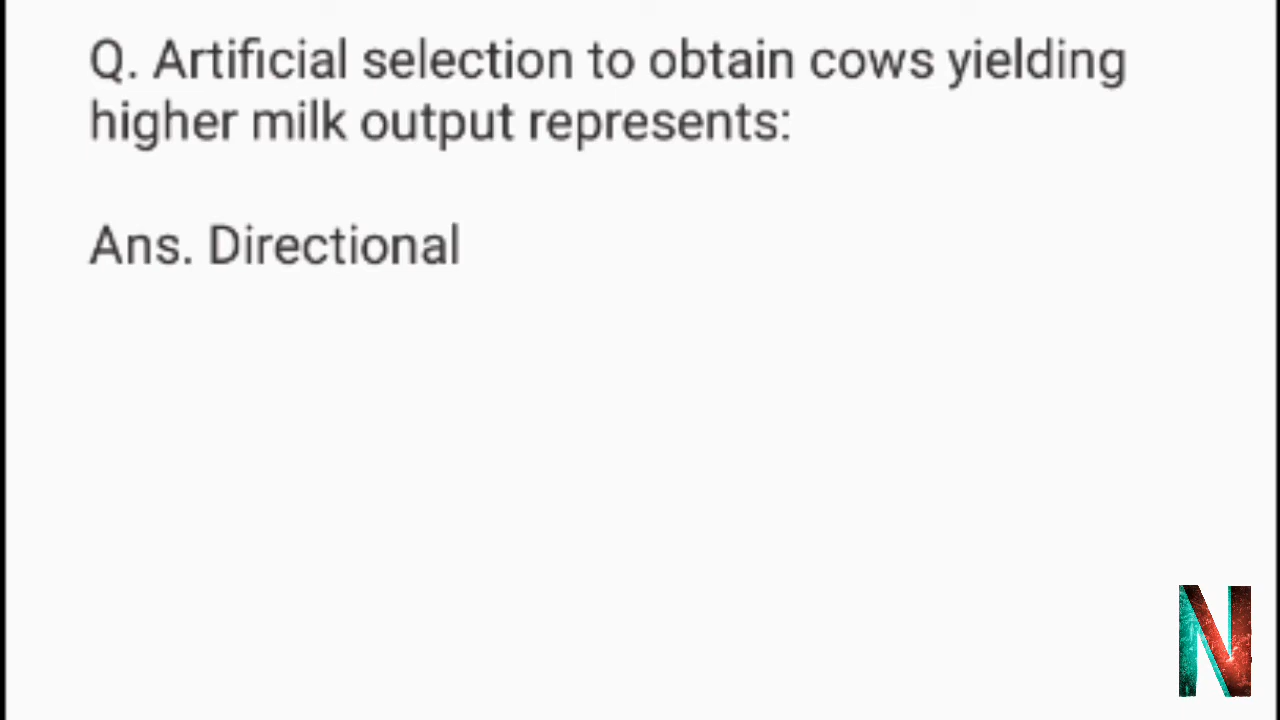 Q. Artificial selection to obtain cows yielding
higher milk output represents:
Ans. Directional
N